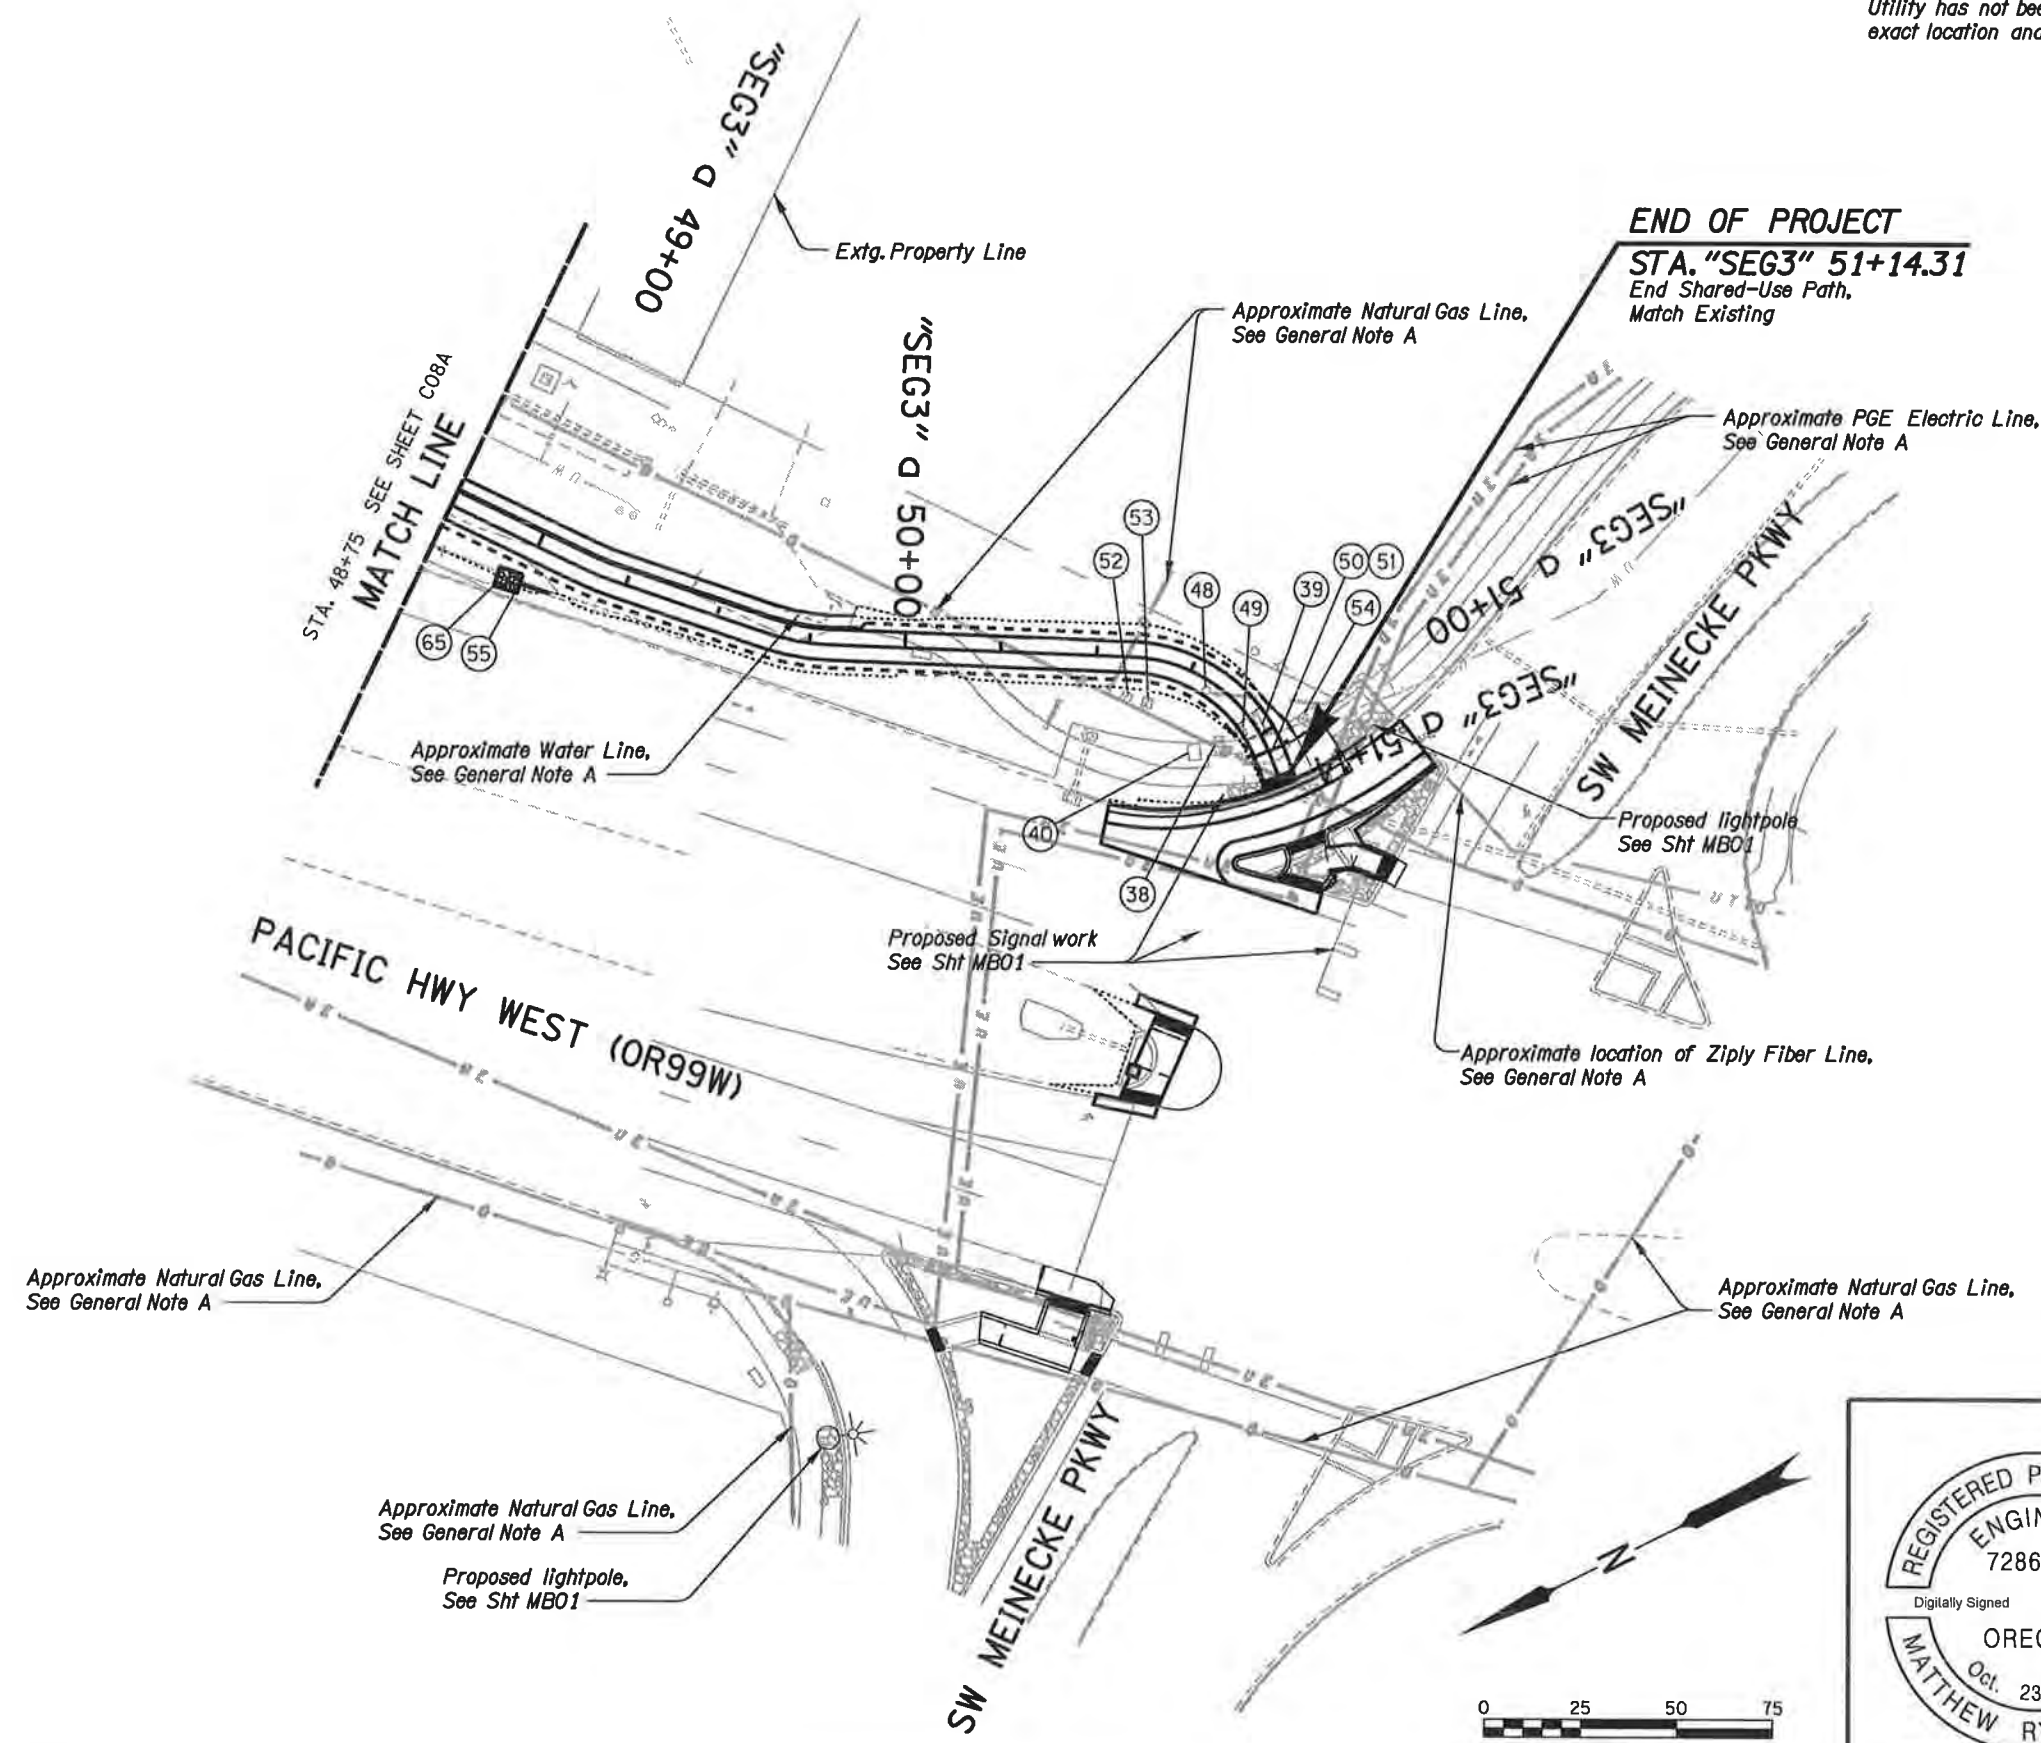 Utility has not
exact location
"SEG3" 49+00
Extg. Property Line
END OF PROJECT
STA. "SEG3" 51+14.31
End Shared-Use Path,
Match Existing
Approximate Natural Gas Line,
See General Note A
"SEG3" 50+00
Approximate PGE Electric Line,
See General Note A
STA. 48+75 SEE SHEET C08A
MATCH LINE
"SEG3" 51+00
SW MEINECKE PKWY
53
52
48
49
39
50
51
54
65
55
"SEG3"
Approximate Water Line,
See General Note A
40
38
Proposed lightpole
See Sht MB01
Proposed Signal work
See Sht MB01
PACIFIC HWY WEST (OR99W)
Approximate location of Ziply Fiber Line,
See General Note A
Approximate Natural Gas Line,
See General Note A
Approximate Natural Gas Line,
See General Note A
Approximate Natural Gas Line,
See General Note A
Proposed lightpole,
See Sht MB01
SW MEINECKE PKWY
N
0 25 50 75
REGISTERED
7286
Digitally Signed
Oct. 23
MATTHEW